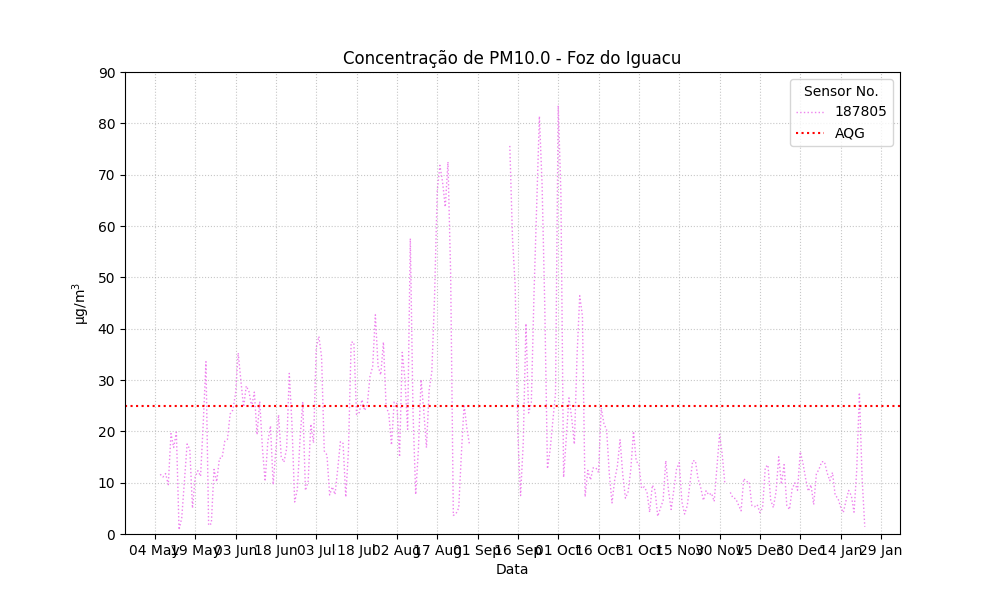 Concentração de PM10.0 - Foz do Iguacu
Sensor No.
187805
AQG
90
80
70
60
50
40
30
20
10
0
µg/m³
04 May 19 May 03 Jun 18 Jun 03 Jul 18 Jul 02 Aug 17 Aug 01 Sep 16 Sep 01 Oct 16 Oct 31 Oct 15 Nov 30 Nov 15 Dec 30 Dec 14 Jan 29 Jan
Data